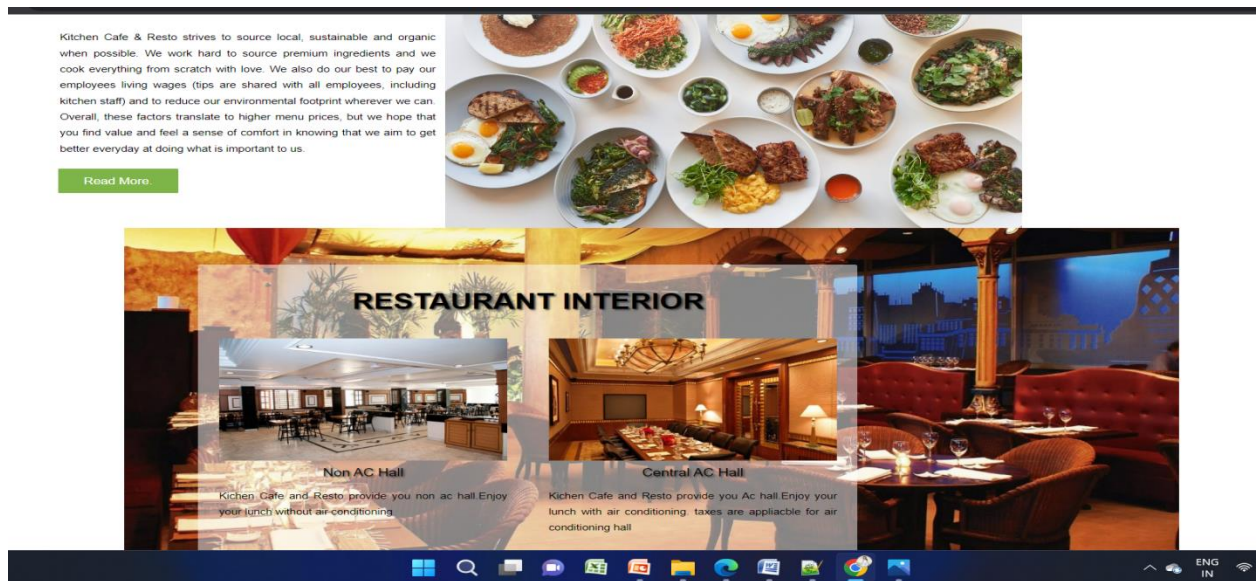 Kitchen Cafe & Resto strives to source local, sustainable and organic
when possible. We work hard to source premium ingredients and we
cook everything from scratch with love. We also do our best to pay our
employees living wages (tips are shared with all employees, including
kitchen staff) and to reduce our environmental footprint wherever we can.
Overall, these factors translate to higher menu prices, but we hope that
you find value and feel a sense of comfort in knowing that we aim to get
better everyday at doing what is important to us.
Read More.
RESTAURANT INTERIOR
Non AC Hall
Kichen Cafe and Resto provide you non ac hall.Enjoy
your lunch without air-conditioning
Central AC Hall
Kichen Cafe and Resto provide you Ac hall.Enjoy your
lunch with air conditioning. taxes are appliacble for air
conditioning hall
ENG
IN